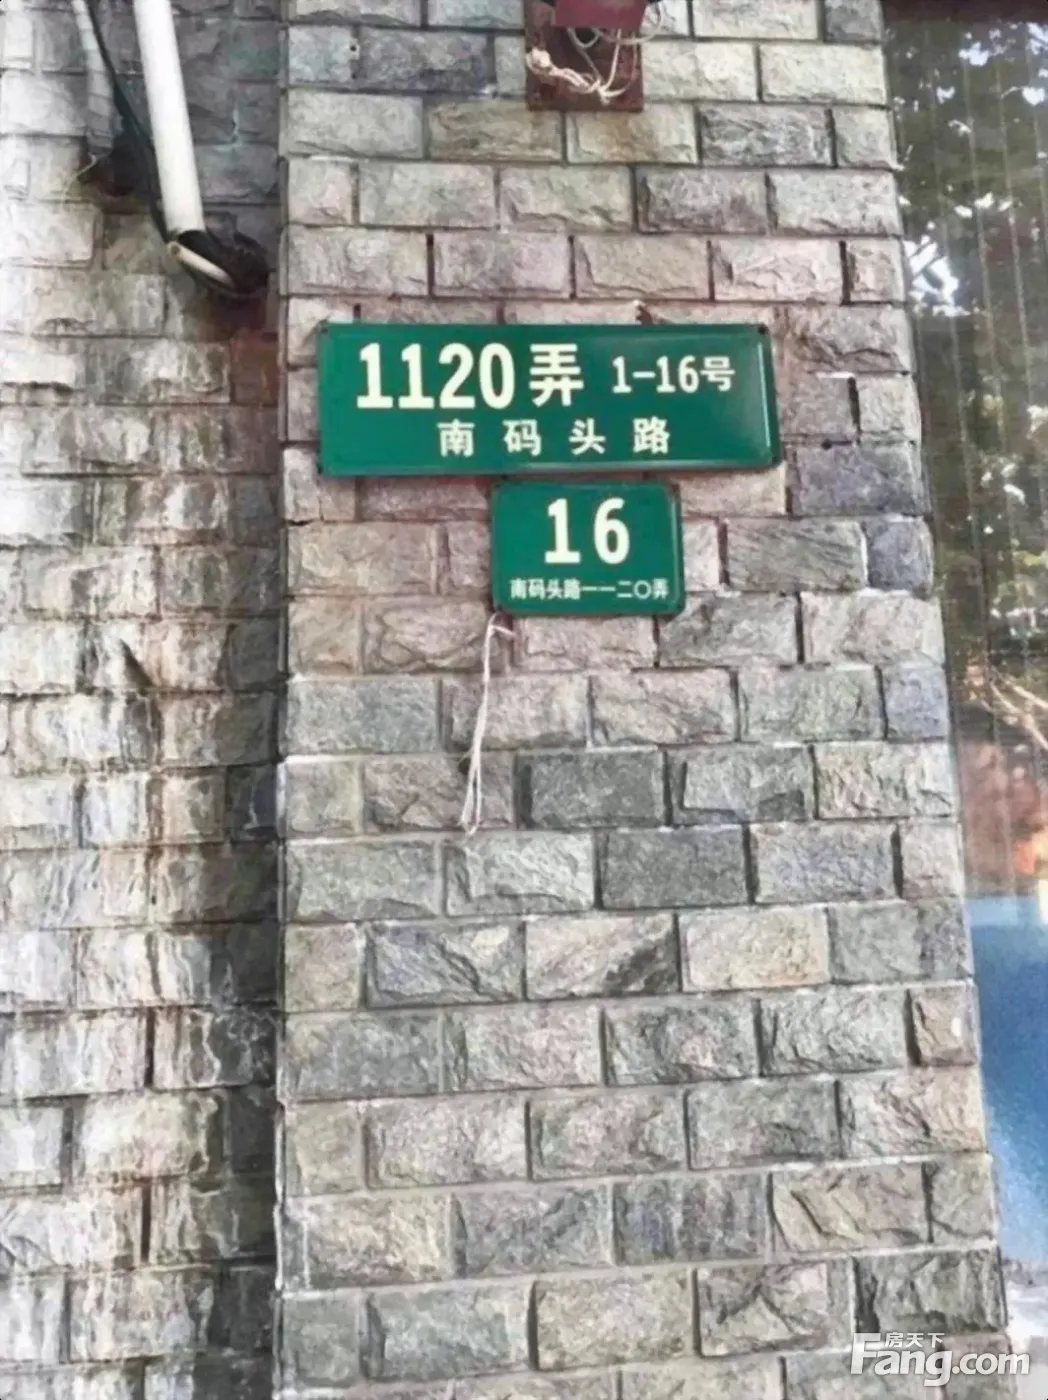 1120弄 1-16号
南码头路
16
南码头路一一二〇弄
房天下
Fang.com